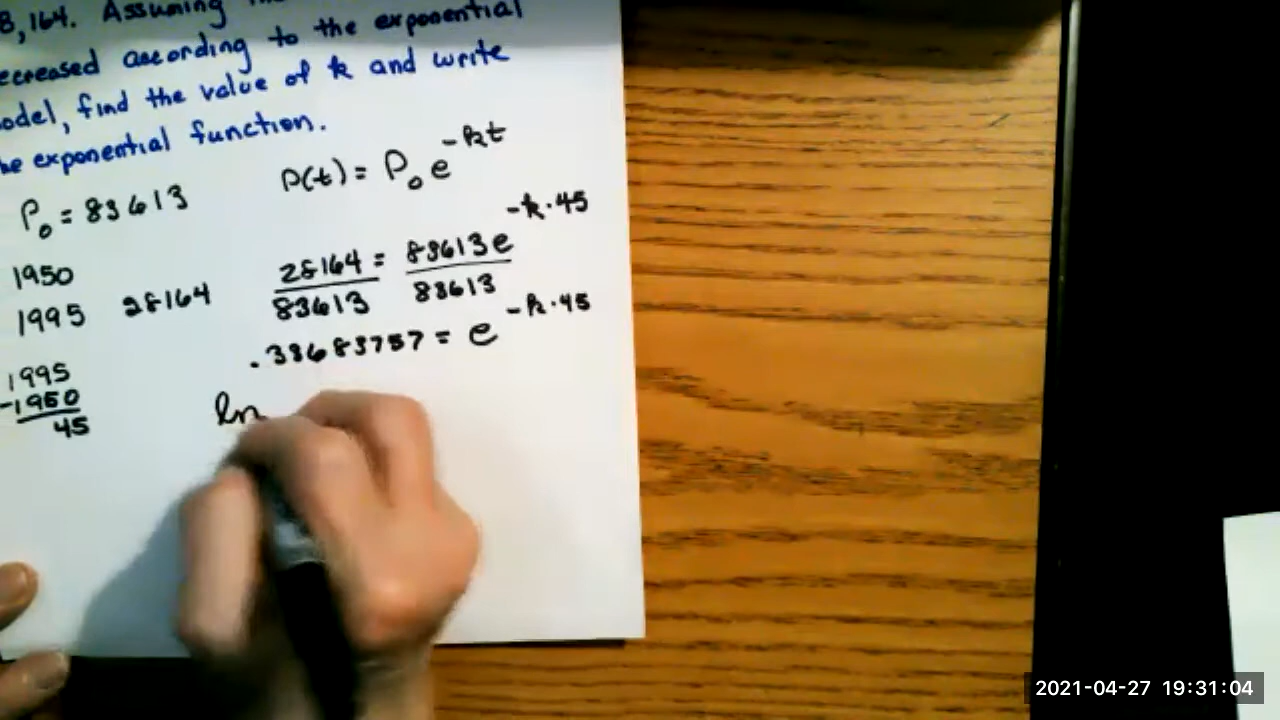 8,164. Assuming
ecreased according to the exponential
odel, find the value of k and write
he exponential function.
P(t) = P₀e^-kt
P₀ = 83613
1950
1995 28164
28164/83613 = 83613e^-k·45/83613
.33683757 = e^-k·45
1995
-1950
45
ln
2021-04-27 19:31:04